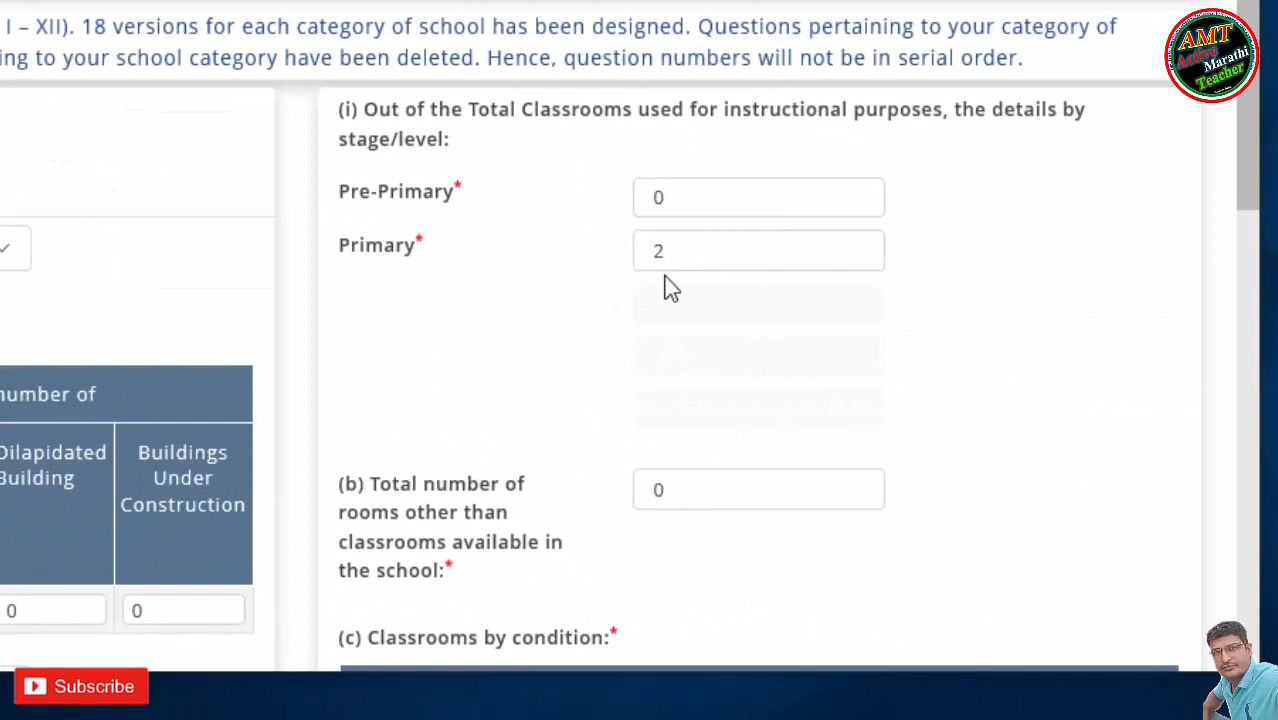 I – XII). 18 versions for each category of school has been designed. Questions pertaining to your category of
ing to your school category have been deleted. Hence, question numbers will not be in serial order.
AMT
Active
Marathi
Teacher
(i) Out of the Total Classrooms used for instructional purposes, the details by
stage/level:
Pre-Primary* 0
Primary* 2
number of
Dilapidated
Building
Buildings
Under
Construction
0 0
(b) Total number of
rooms other than
classrooms available in
the school:* 0
(c) Classrooms by condition:*
Subscribe